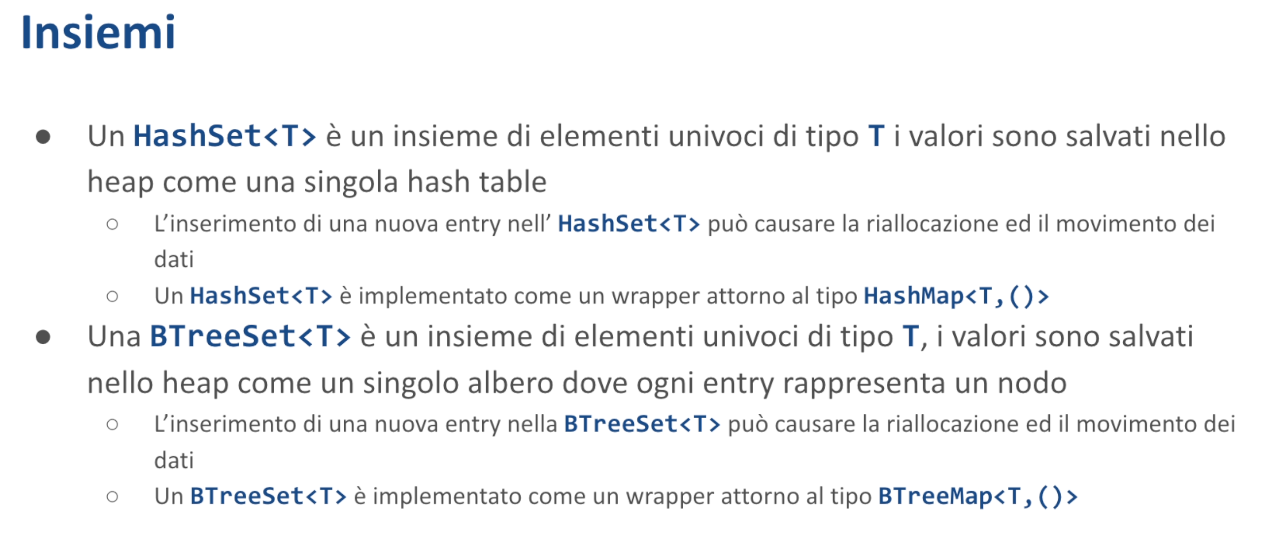 Insiemi
● Un HashSet<T> è un insieme di elementi univoci di tipo T i valori sono salvati nello
heap come una singola hash table
○ L’inserimento di una nuova entry nell’ HashSet<T> può causare la riallocazione ed il movimento dei
dati
○ Un HashSet<T> è implementato come un wrapper attorno al tipo HashMap<T,()>
● Una BTreeSet<T> è un insieme di elementi univoci di tipo T, i valori sono salvati
nello heap come un singolo albero dove ogni entry rappresenta un nodo
○ L’inserimento di una nuova entry nella BTreeSet<T> può causare la riallocazione ed il movimento dei
dati
○ Un BTreeSet<T> è implementato come un wrapper attorno al tipo BTreeMap<T,()>